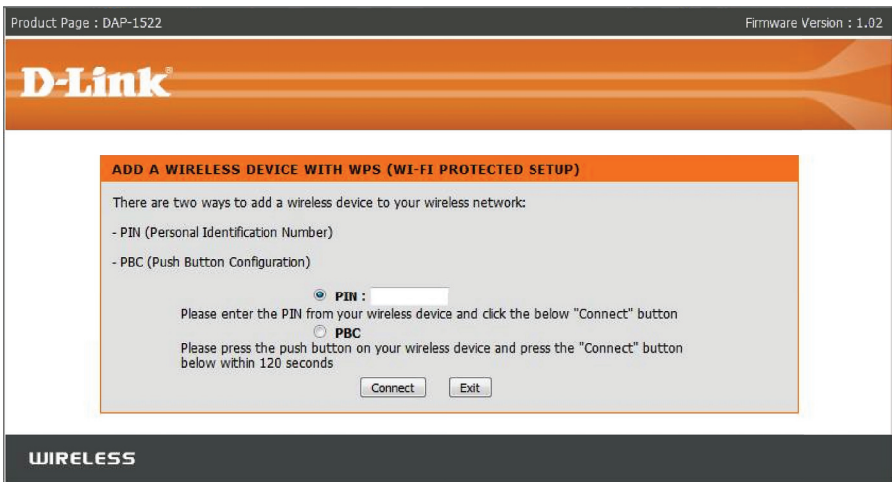 Product Page : DAP-1522
Firmware Version : 1.02
D-Link®
ADD A WIRELESS DEVICE WITH WPS (WI-FI PROTECTED SETUP)
There are two ways to add a wireless device to your wireless network:
- PIN (Personal Identification Number)
- PBC (Push Button Configuration)
PIN :
Please enter the PIN from your wireless device and click the below "Connect" button
PBC
Please press the push button on your wireless device and press the "Connect" button
below within 120 seconds
Connect Exit
WIRELESS